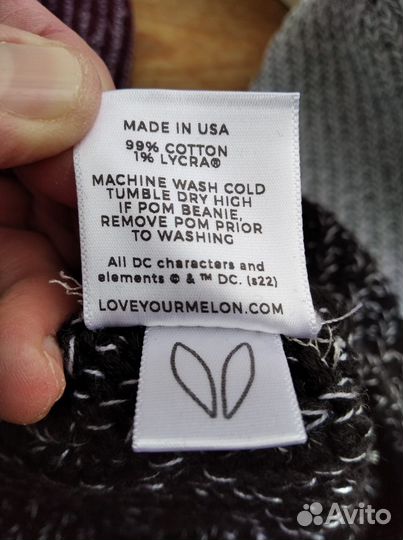 MADE IN USA
99% COTTON
1% LYCRA®
MACHINE WASH COLD
TUMBLE DRY HIGH
IF POM BEANIE,
REMOVE POM PRIOR
TO WASHING
All DC characters and
elements © & ™ DC. (s22)
LOVEYOURMELON.COM
Avito